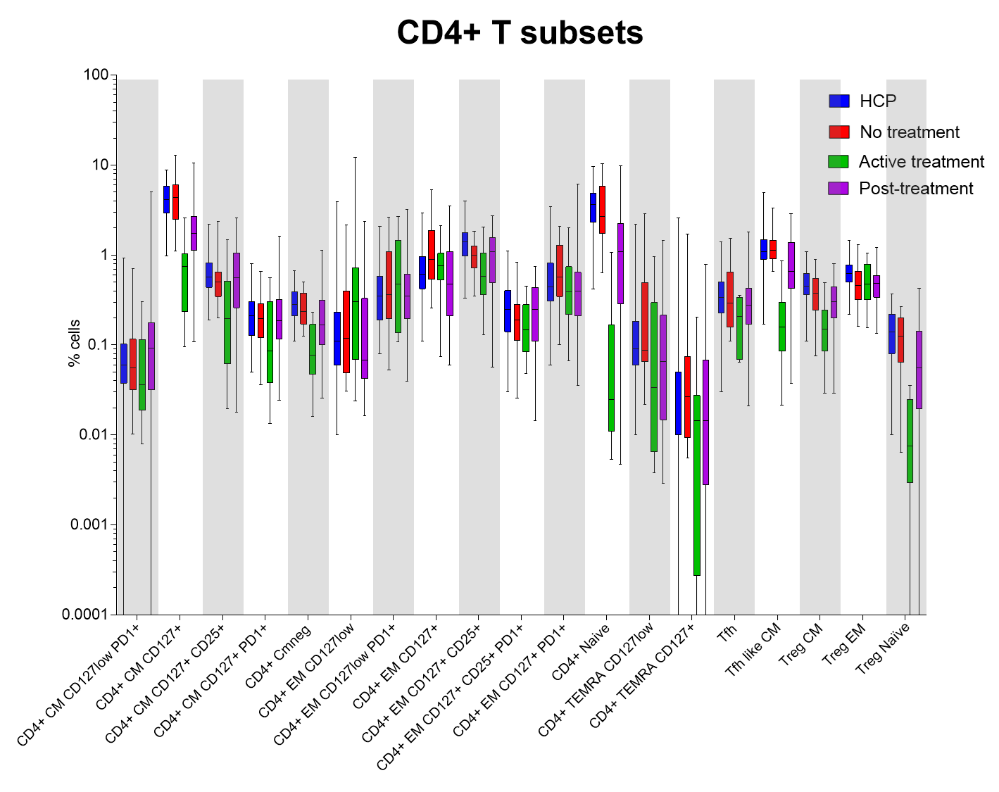 CD4+ T subsets
100
10
1
0.1
0.01
0.001
0.0001
% cells
HCP
No treatment
Active treatment
Post-treatment
CD4+ CM CD127low PD1+
CD4+ CM CD127+
CD4+ CM CD127+ CD25+
CD4+ CM CD127+ PD1+
CD4+ Cmneg
CD4+ EM CD127low
CD4+ EM CD127low PD1+
CD4+ EM CD127+
CD4+ EM CD127+ CD25+
CD4+ EM CD127+ CD25+ PD1+
CD4+ EM CD127+ PD1+
CD4+ Naïve
CD4+ TEMRA CD127low
CD4+ TEMRA CD127+
Tfh
Tfh like CM
Treg CM
Treg EM
Treg Naïve